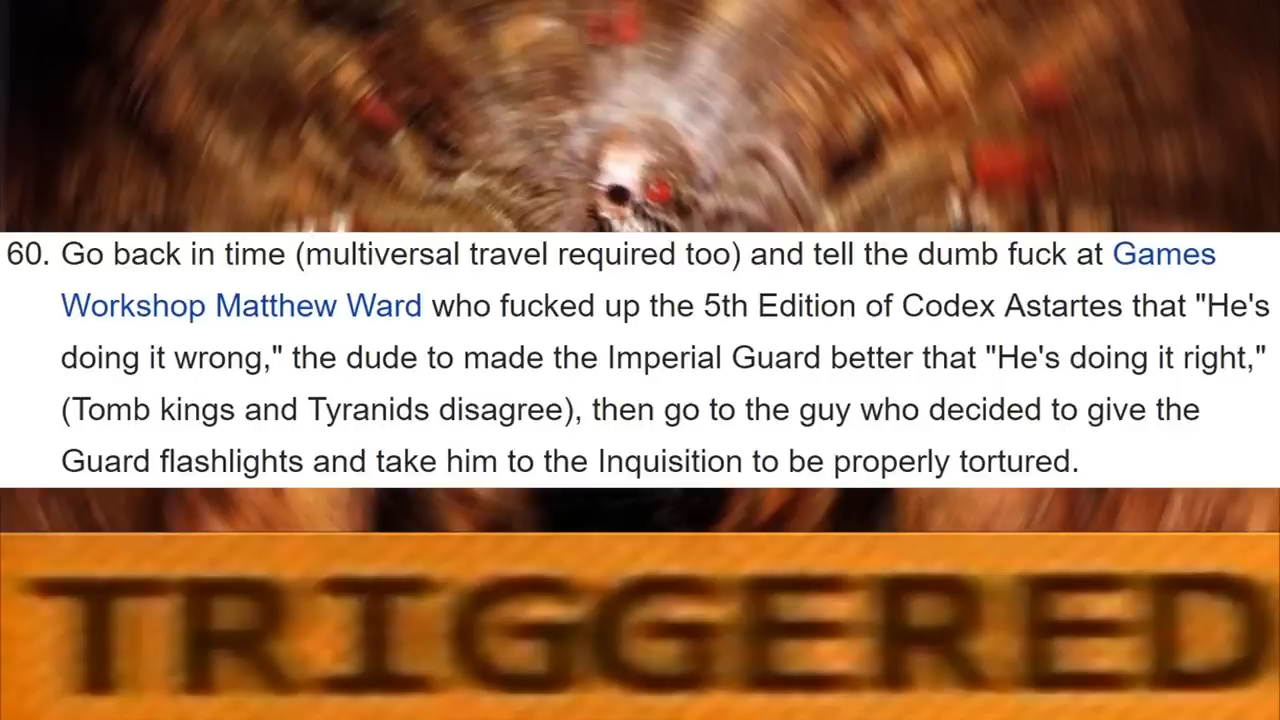 60. Go back in time (multiversal travel required too) and tell the dumb fuck at Games
Workshop Matthew Ward who fucked up the 5th Edition of Codex Astartes that "He's
doing it wrong," the dude to made the Imperial Guard better that "He's doing it right,"
(Tomb kings and Tyranids disagree), then go to the guy who decided to give the
Guard flashlights and take him to the Inquisition to be properly tortured.
TRIGGERED